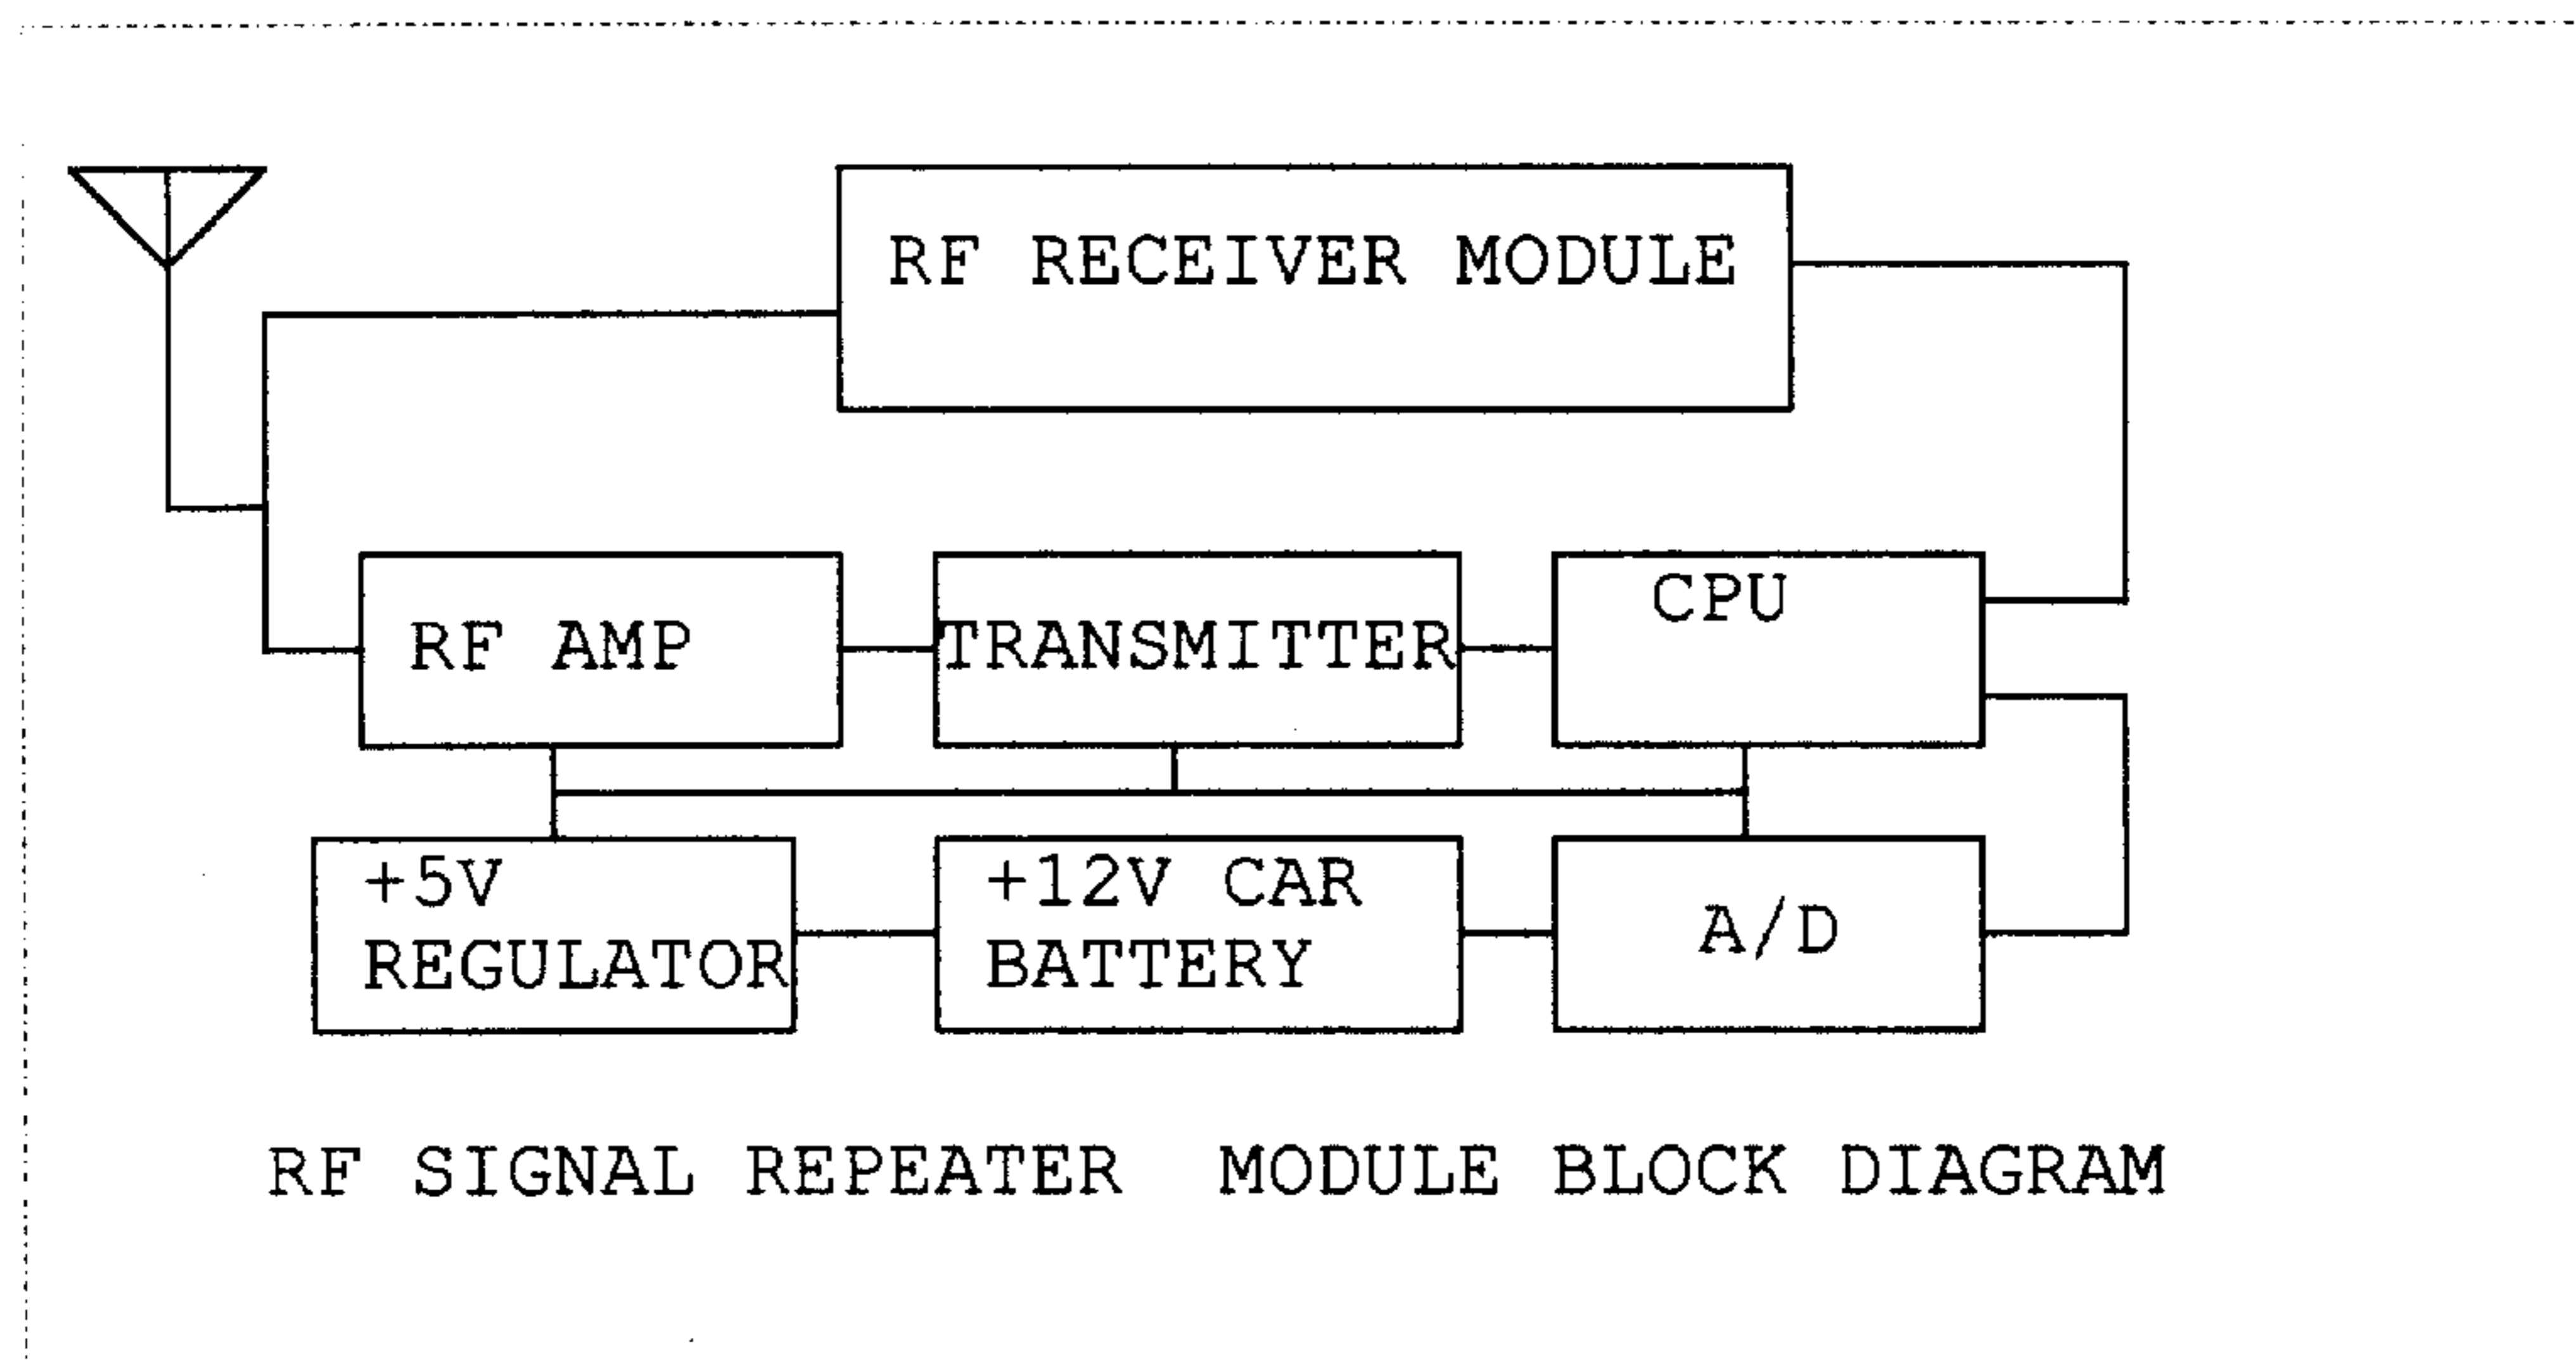 RF RECEIVER MODULE
RF AMP
TRANSMITTER
CPU
+5V
REGULATOR
+12V CAR
BATTERY
A/D
RF SIGNAL REPEATER MODULE BLOCK DIAGRAM